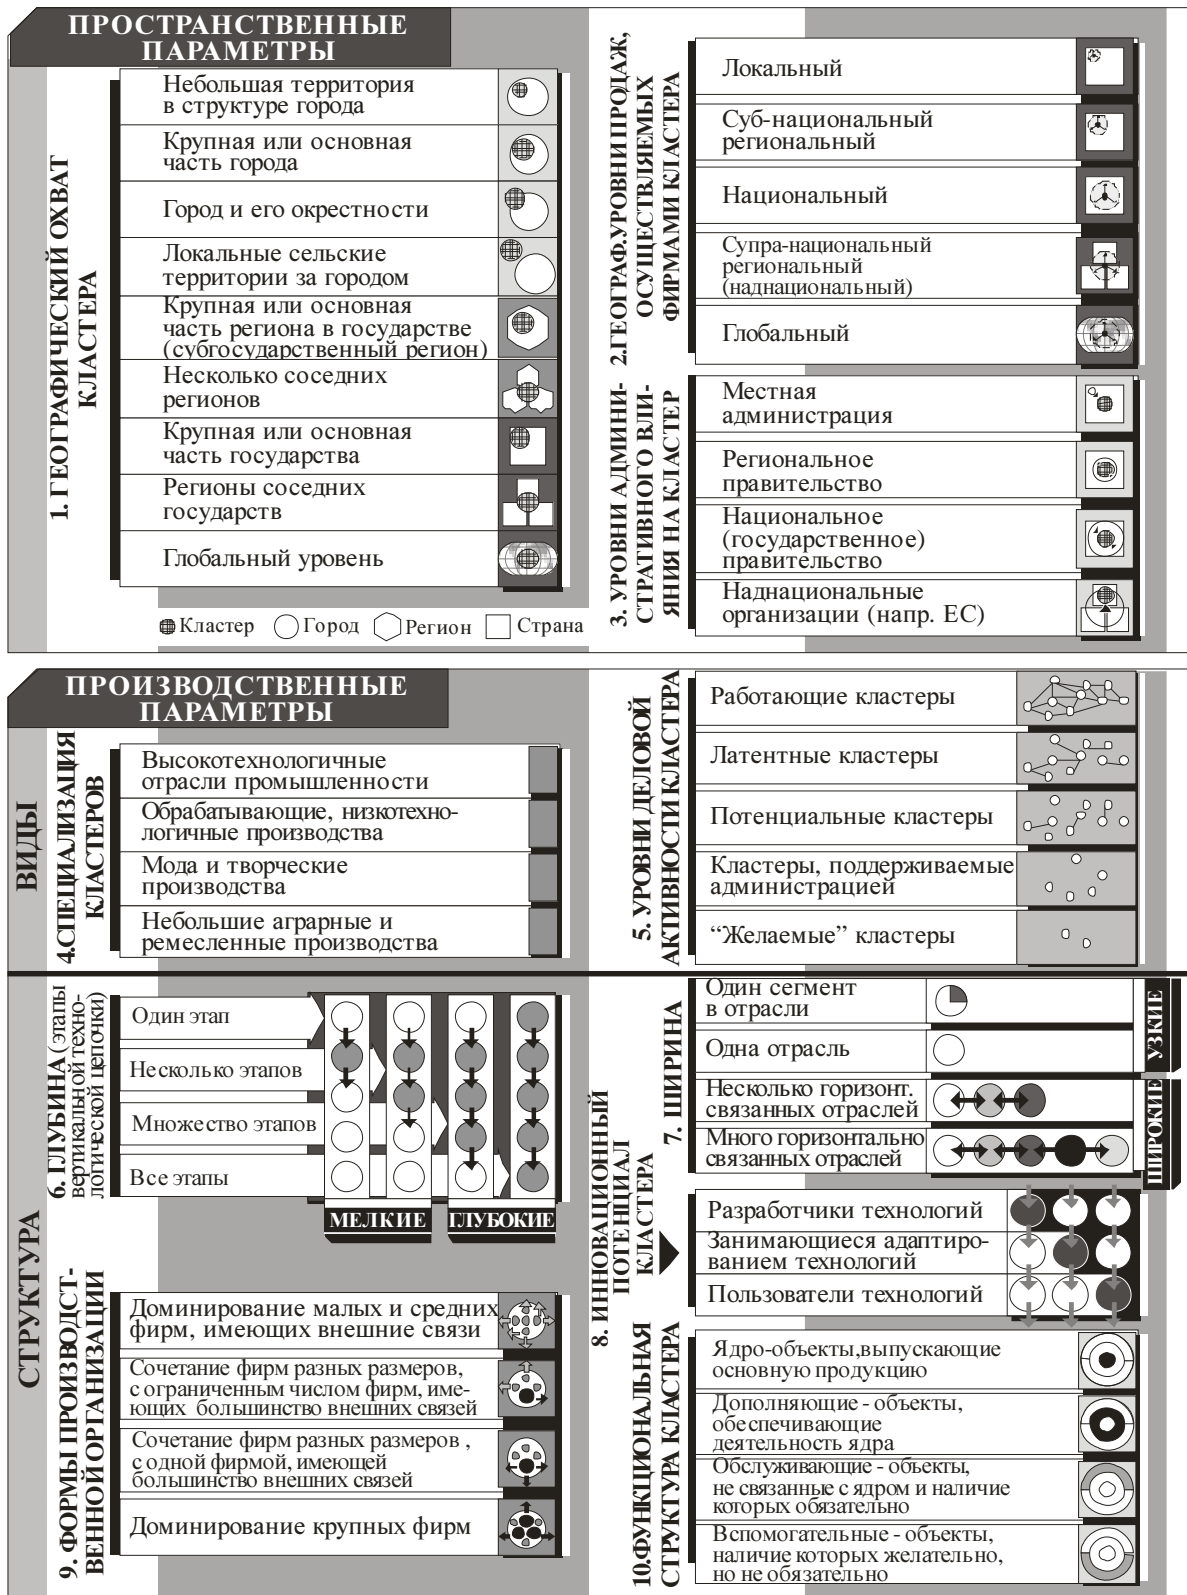 ПРОСТРАНСТВЕННЫЕ
ПАРАМЕТРЫ
1. ГЕОГРАФИЧЕСКИЙ ОХВАТ
КЛАСТЕРА
Небольшая территория
в структуре города
Крупная или основная
часть города
Город и его окрестности
Локальные сельские
территории за городом
Крупная или основная
часть региона в государстве
(субгосударственный регион)
Несколько соседних
регионов
Крупная или основная
часть государства
Регионы соседних
государств
Глобальный уровень
Кластер
Город
Регион
Страна
2.ГЕОГРАФ.УРОВНИ ПРОДАЖ,
ОСУЩЕСТВЛЯЕМЫХ
ФИРМАМИ КЛАСТЕРА
Локальный
Суб-национальный
региональный
Национальный
Супра-национальный
региональный
(наднациональный)
Глобальный
3. УРОВНИ АДМИНИ-
СТРАТИВНОГО ВЛИ-
ЯНИЯ НА КЛАСТЕР
Местная
администрация
Региональное
правительство
Национальное
(государственное)
правительство
Наднациональные
организации (напр. ЕС)
ПРОИЗВОДСТВЕННЫЕ
ПАРАМЕТРЫ
ВИДЫ
4.СПЕЦИАЛИЗАЦИЯ
КЛАСТЕРОВ
Высокотехнологичные
отрасли промышленности
Обрабатывающие, низкотехно-
логичные производства
Мода и творческие
производства
Небольшие аграрные и
ремесленные производства
5. УРОВНИ ДЕЛОВОЙ
АКТИВНОСТИ КЛАСТЕРА
Работающие кластеры
Латентные кластеры
Потенциальные кластеры
Кластеры, поддерживаемые
администрацией
“Желаемые” кластеры
СТРУКТУРА
6. ГЛУБИНА (этапы
вертикальной техно-
логической цепочки)
Один этап
Несколько этапов
Множество этапов
Все этапы
МЕЛКИЕ
ГЛУБОКИЕ
7. ШИРИНА
Один сегмент
в отрасли
Одна отрасль
Несколько горизонт.
связанных отраслей
Много горизонтально
связанных отраслей
УЗКИЕ
ШИРОКИЕ
8. ИННОВАЦИОННЫЙ
ПОТЕНЦИАЛ
КЛАСТЕРА
Разработчики технологий
Занимающиеся адаптиро-
ванием технологий
Пользователи технологий
9. ФОРМЫ ПРОИЗВОДСТ-
ВЕННОЙ ОРГАНИЗАЦИИ
Доминирование малых и средних
фирм, имеющих внешние связи
Сочетание фирм разных размеров,
с ограниченным числом фирм, име-
ющих большинство внешних связей
Сочетание фирм разных размеров ,
с одной фирмой, имеющей
большинство внешних связей
Доминирование крупных фирм
10.ФУНКЦИОНАЛЬНАЯ
СТРУКТУРА КЛАСТЕРА
Ядро-объекты,выпускающие
основную продукцию
Дополняющие - объекты,
обеспечивающие
деятельность ядра
Обслуживающие - объекты,
не связанные с ядром и наличие
которых обязательно
Вспомогательные - объекты,
наличие которых желательно,
но не обязательно